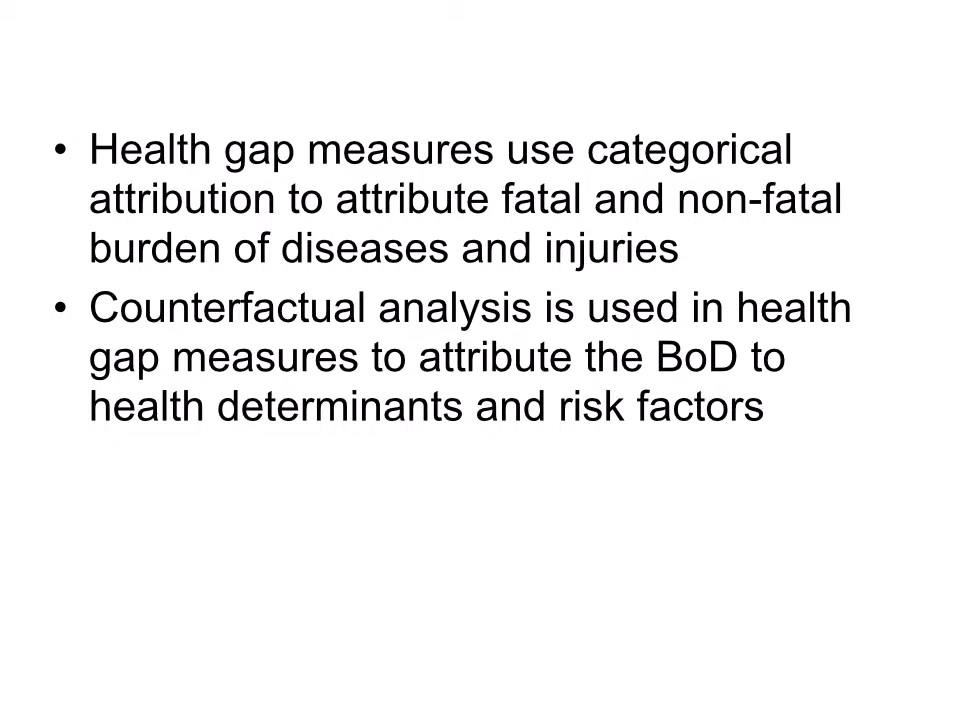 • Health gap measures use categorical
attribution to attribute fatal and non-fatal
burden of diseases and injuries
• Counterfactual analysis is used in health
gap measures to attribute the BoD to
health determinants and risk factors